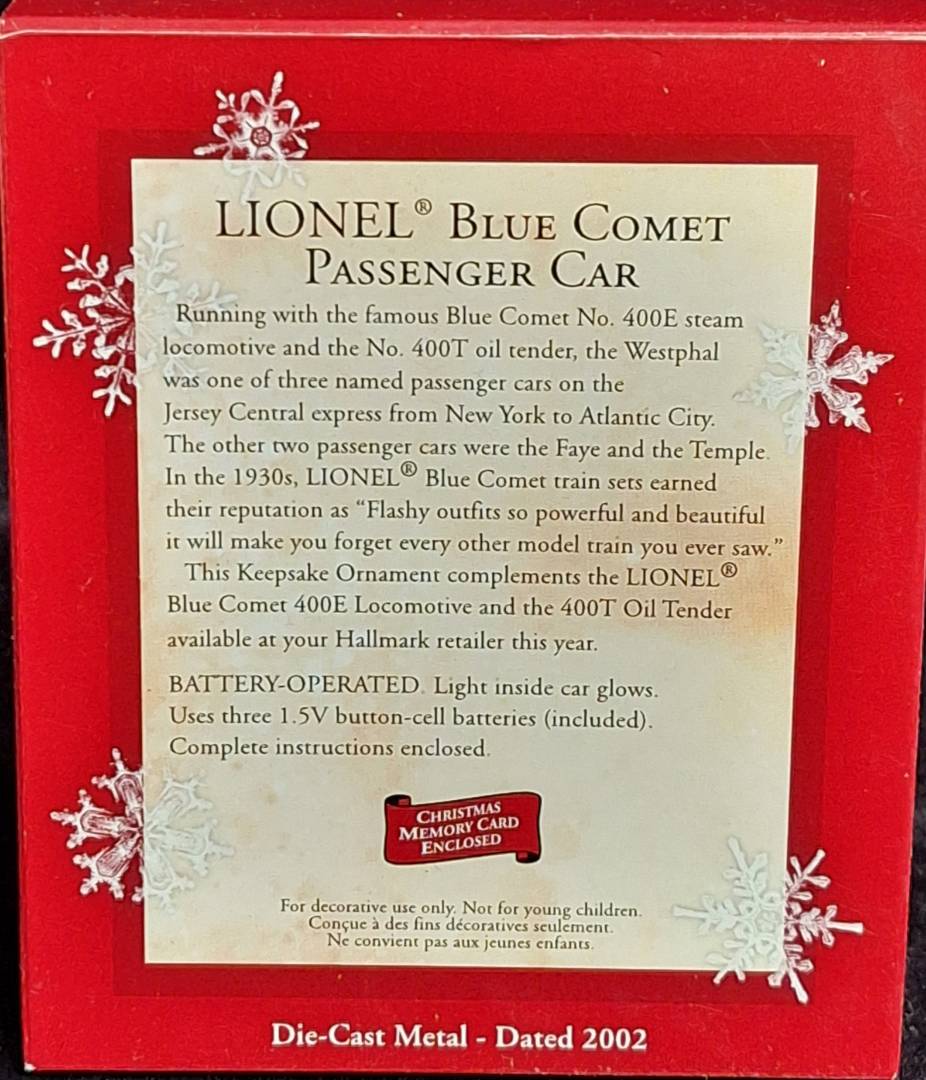 LIONEL® BLUE COMET
PASSENGER CAR
Running with the famous Blue Comet No. 400E steam
locomotive and the No. 400T oil tender, the Westphal
was one of three named passenger cars on the
Jersey Central express from New York to Atlantic City.
The other two passenger cars were the Faye and the Temple.
In the 1930s, LIONEL® Blue Comet train sets earned
their reputation as “Flashy outfits so powerful and beautiful
it will make you forget every other model train you ever saw.”
This Keepsake Ornament complements the LIONEL®
Blue Comet 400E Locomotive and the 400T Oil Tender
available at your Hallmark retailer this year.
BATTERY-OPERATED. Light inside car glows.
Uses three 1.5V button-cell batteries (included).
Complete instructions enclosed.
CHRISTMAS
MEMORY CARD
ENCLOSED
For decorative use only. Not for young children.
Conçue à des fins décoratives seulement.
Ne convient pas aux jeunes enfants.
Die-Cast Metal - Dated 2002